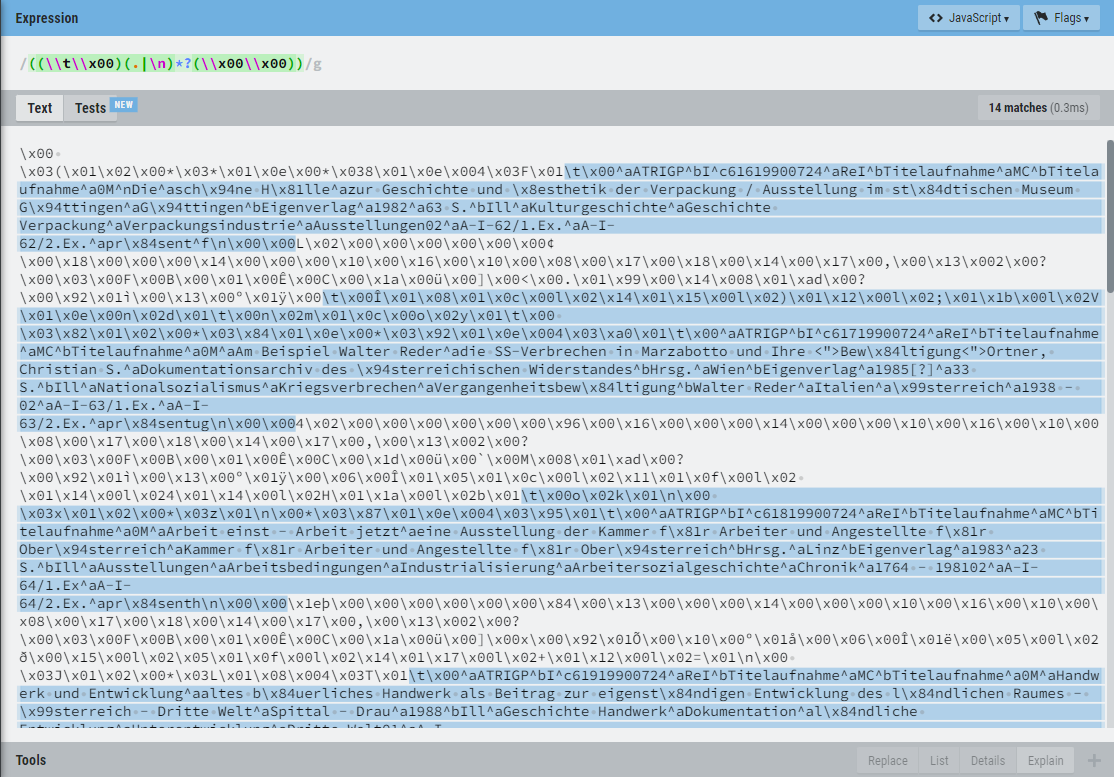 Expression
<> JavaScript ▾
Flags ▾
/((\\t\\x00)(.|\n)*?(\\x00\\x00))/g
Text
Tests
NEW
14 matches (0.3ms)
\x00
\x03(\x01\x02\x00*\x03*\x01\x0e\x00*\x038\x01\x0e\x004\x03F\x01\t\x00^aATRIGP^bI^c61619900724^aReI^bTitelaufnahme^aMC^bTitela
ufnahme^a0M^nDie^asch\x94ne H\x81lle^azur Geschichte und \x8esthetik der Verpackung / Ausstellung im st\x84dtischen Museum
G\x94ttingen^aG\x94ttingen^bEigenverlag^a1982^a63 S.^bIll^aKulturgeschichte^aGeschichte
Verpackung^aVerpackungsindustrie^aAusstellungen02^aA-I-62/1.Ex.^aA-I-
62/2.Ex.^apr\x84sent^f\n\x00\x00L\x02\x00\x00\x00\x00\x00\x00¢
\x00\x18\x00\x00\x00\x14\x00\x00\x00\x10\x00\x16\x00\x10\x00\x08\x00\x17\x00\x18\x00\x14\x00\x17\x00,\x00\x13\x002\x00?
\x00\x03\x00F\x00B\x00\x01\x00Ê\x00C\x00\x1a\x00ü\x00]\x00<\x00.\x01\x99\x00\x14\x008\x01\xad\x00?
\x00\x92\x01ì\x00\x13\x00º\x01ÿ\x00\t\x00Î\x01\x08\x01\x0c\x00l\x02\x14\x01\x15\x00l\x02)\x01\x12\x00l\x02;\x01\x1b\x00l\x02V
\x01\x0e\x00n\x02d\x01\t\x00n\x02m\x01\x0c\x00o\x02y\x01\t\x00
\x03\x82\x01\x02\x00*\x03\x84\x01\x0e\x00*\x03\x92\x01\x0e\x004\x03\xa0\x01\t\x00^aATRIGP^bI^c61719900724^aReI^bTitelaufnahme
^aMC^bTitelaufnahme^a0M^aAm Beispiel Walter Reder^adie SS-Verbrechen in Marzabotto und Ihre <">Bew\x84ltigung<">Ortner,
Christian S.^aDokumentationsarchiv des \x94sterreichischen Widerstandes^bHrsg.^aWien^bEigenverlag^a1985[?]^a33
S.^bIll^aNationalsozialismus^aKriegsverbrechen^aVergangenheitsbew\x84ltigung^bWalter Reder^aItalien^a\x99sterreich^a1938 -
02^aA-I-63/1.Ex.^aA-I-
63/2.Ex.^apr\x84sentug\n\x00\x004\x02\x00\x00\x00\x00\x00\x00\x96\x00\x16\x00\x00\x00\x14\x00\x00\x00\x10\x00\x16\x00\x10\x00
\x08\x00\x17\x00\x18\x00\x14\x00\x17\x00,\x00\x13\x002\x00?
\x00\x03\x00F\x00B\x00\x01\x00Ê\x00C\x00\x1d\x00ü\x00`\x00M\x008\x01\xad\x00?
\x00\x92\x01ì\x00\x13\x00º\x01ÿ\x00\x06\x00Î\x01\x05\x01\x0c\x00l\x02\x11\x01\x0f\x00l\x02
\x01\x14\x00l\x024\x01\x14\x00l\x02H\x01\x1a\x00l\x02b\x01\t\x00o\x02k\x01\n\x00
\x03x\x01\x02\x00*\x03z\x01\n\x00*\x03\x87\x01\x0e\x004\x03\x95\x01\t\x00^aATRIGP^bI^c61819900724^aReI^bTitelaufnahme^aMC^bTi
telaufnahme^a0M^aArbeit einst -- Arbeit jetzt^aeine Ausstellung der Kammer f\x81r Arbeiter und Angestellte f\x81r
Ober\x94sterreich^aKammer f\x81r Arbeiter und Angestellte f\x81r Ober\x94sterreich^bHrsg.^aLinz^bEigenverlag^a1983^a23
S.^bIll^aAusstellungen^aArbeitsbedingungen^aIndustrialisierung^aArbeitersozialgeschichte^aChronik^a1764 - 198102^aA-I-
64/1.Ex^aA-I-
64/2.Ex.^apr\x84senth\n\x00\x00\x1eþ\x00\x00\x00\x00\x00\x00\x84\x00\x13\x00\x00\x00\x14\x00\x00\x00\x10\x00\x16\x00\x10\x00\
x08\x00\x17\x00\x18\x00\x14\x00\x17\x00,\x00\x13\x002\x00?
\x00\x03\x00F\x00B\x00\x01\x00Ê\x00C\x00\x1a\x00ü\x00]\x00x\x00\x92\x01Õ\x00\x10\x00º\x01å\x00\x06\x00Î\x01ë\x00\x05\x00l\x02
ð\x00\x15\x00l\x02\x05\x01\x0f\x00l\x02\x14\x01\x17\x00l\x02+\x01\x12\x00l\x02=\x01\n\x00
\x03J\x01\x02\x00*\x03L\x01\x08\x004\x03T\x01\t\x00^aATRIGP^bI^c61919900724^aReI^bTitelaufnahme^aMC^bTitelaufnahme^a0M^aHandw
erk und Entwicklung^aaltes b\x84uerliches Handwerk als Beitrag zur eigenst\x84ndigen Entwicklung des l\x84ndlichen Raumes --
\x99sterreich -- Dritte Welt^aSpittal - Drau^a1988^bIll^aGeschichte Handwerk^aDokumentation^al\x84ndliche
Tools
Replace
List
Details
Explain
+